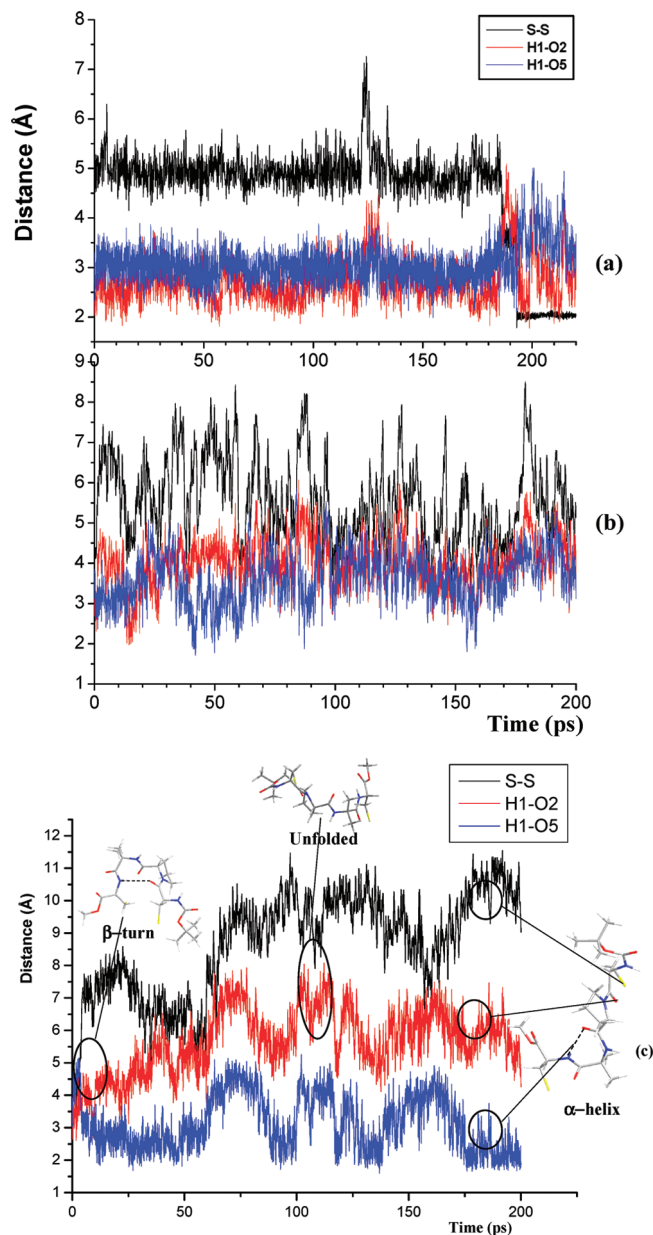 8
7
6
5
4
3
2
Distance (Å)
S-S
H1-O2
H1-O5
(a)
0 50 100 150 200
9
8
7
6
5
4
3
2
1
(b)
0 50 100 150 200
Time (ps)
S-S
H1-O2
H1-O5
Unfolded
12
11
10
9
8
7
6
5
4
3
2
1
Distance (Å)
β-turn
(c)
α-helix
0 50 100 150 200
Time (ps)